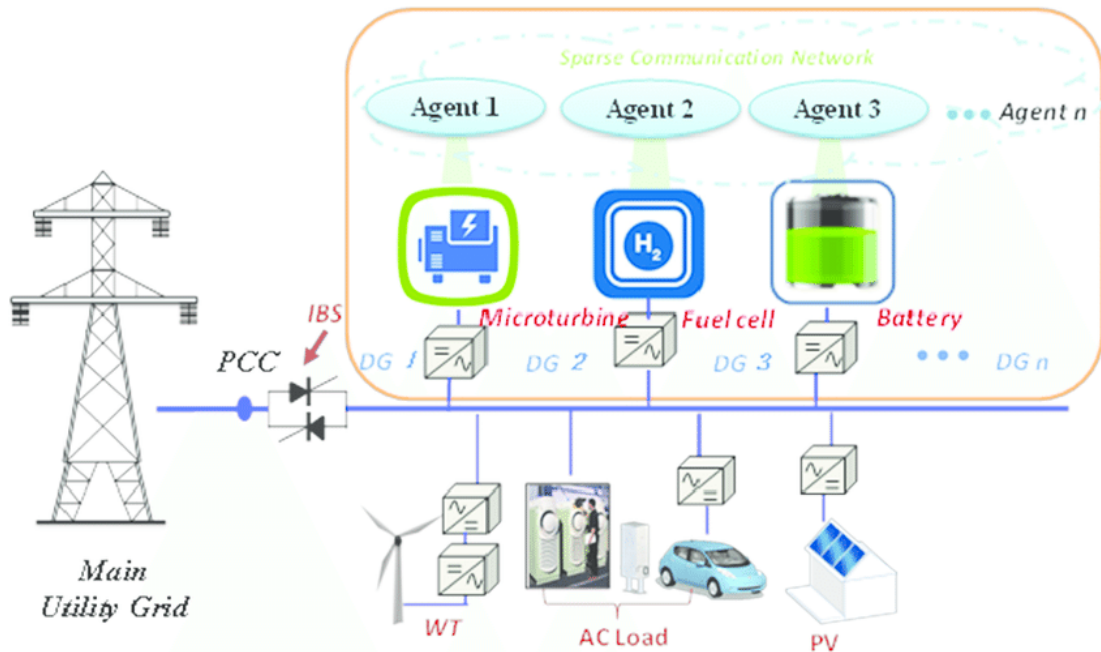 Sparse Communication Network
Agent 1
Agent 2
Agent 3
Agent n
H2
IBS
Microturbing
Fuel cell
Battery
PCC
DG 1
DG 2
DG 3
DG n
Main
Utility Grid
WT
AC Load
PV